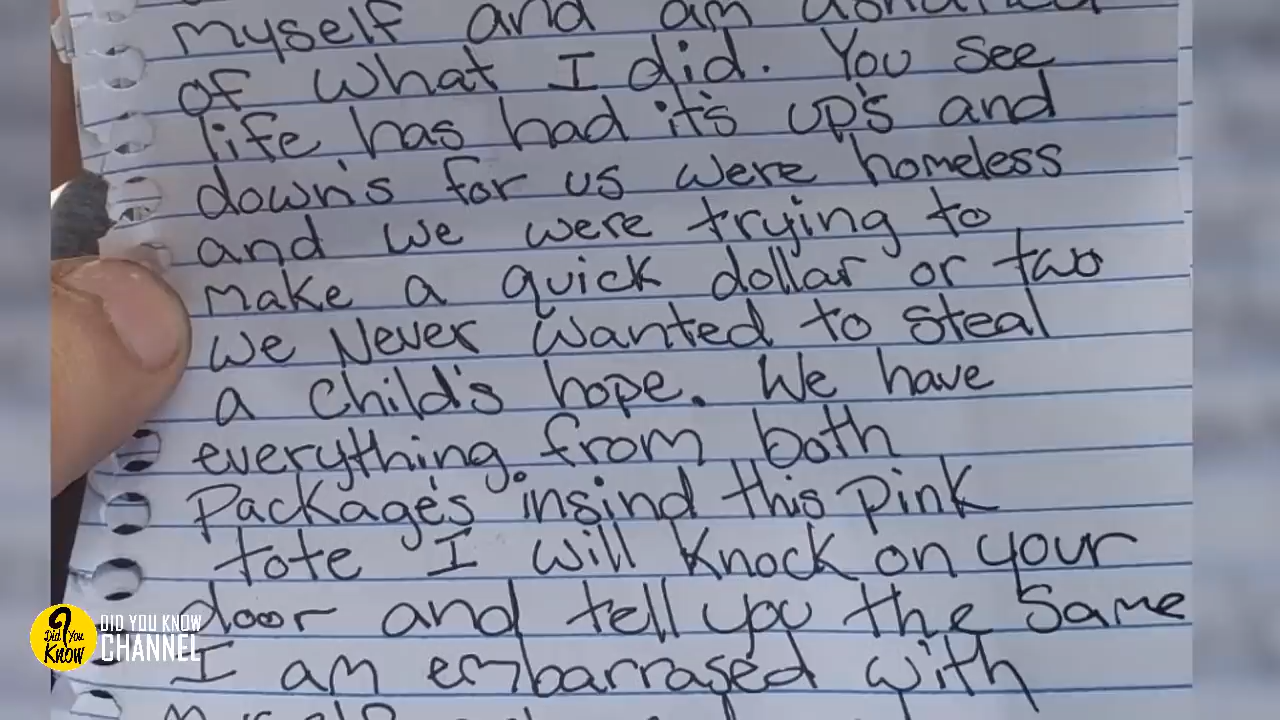 myself and am
of what I did. You see
life has had it's up's and
down's for us were homeless
and we were trying to
make a quick dollar or two
we Never wanted to steal
a child's hope. We have
everything from both
Package's insind this pink
tote I will knock on your
door and tell you the same
I am embarrased with
?
Did You
Know
DID YOU KNOW
CHANNEL